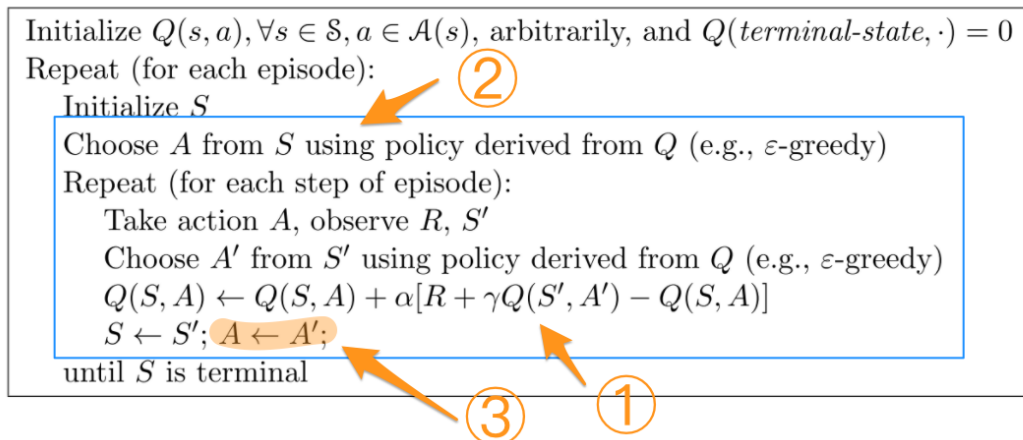 Initialize Q(s, a), ∀s ∈ 𝒮, a ∈ 𝒜(s), arbitrarily, and Q(terminal-state, ·) = 0
Repeat (for each episode):
②
Initialize S
Choose A from S using policy derived from Q (e.g., ε-greedy)
Repeat (for each step of episode):
Take action A, observe R, S′
Choose A′ from S′ using policy derived from Q (e.g., ε-greedy)
Q(S, A) ← Q(S, A) + α[R + γQ(S′, A′) − Q(S, A)]
S ← S′; A ← A′;
until S is terminal
③ ①